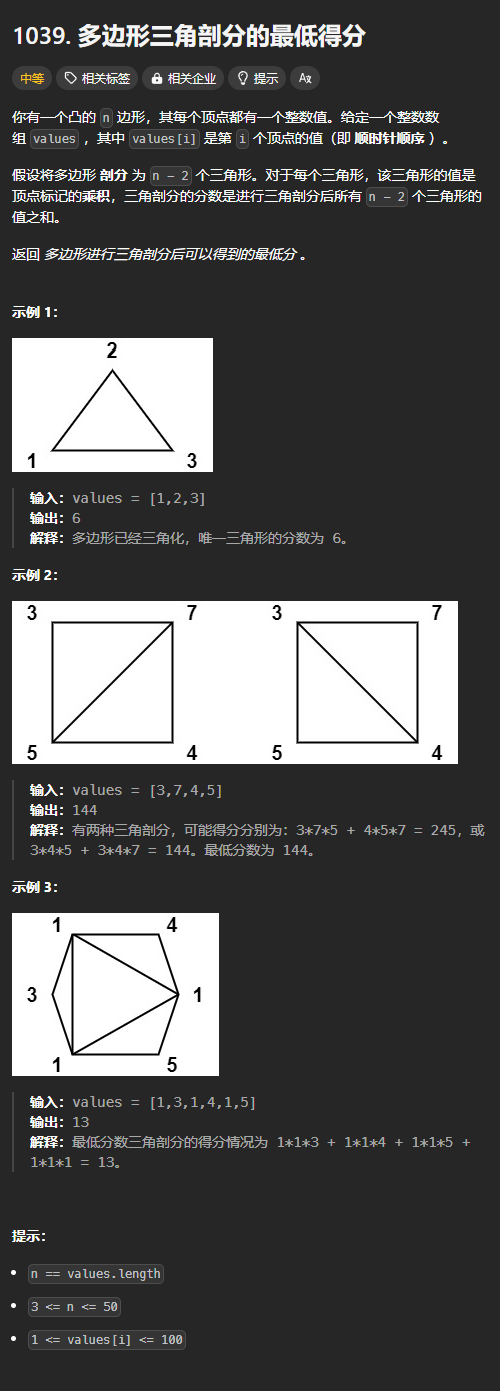 1039. 多边形三角剖分的最低得分
中等 相关标签 相关企业 提示
你有一个凸的 n 边形，其每个顶点都有一个整数值。给定一个整数数
组 values ，其中 values[i] 是第 i 个顶点的值（即 顺时针顺序 ）。
假设将多边形 剖分 为 n - 2 个三角形。对于每个三角形，该三角形的值是
顶点标记的乘积，三角剖分的分数是进行三角剖分后所有 n - 2 个三角形的
值之和。
返回 多边形进行三角剖分后可以得到的最低分 。
示例 1：
2
1 3
输入：values = [1,2,3]
输出：6
解释：多边形已经三角化，唯一三角形的分数为 6。
示例 2：
3 7 3 7
5 4 5 4
输入：values = [3,7,4,5]
输出：144
解释：有两种三角剖分，可能得分分别为：3*7*5 + 4*5*7 = 245，或
3*4*5 + 3*4*7 = 144。最低分数为 144。
示例 3：
1 4
3 1
1 5
输入：values = [1,3,1,4,1,5]
输出：13
解释：最低分数三角剖分的得分情况为 1*1*3 + 1*1*4 + 1*1*5 +
1*1*1 = 13。
提示：
n == values.length
3 <= n <= 50
1 <= values[i] <= 100